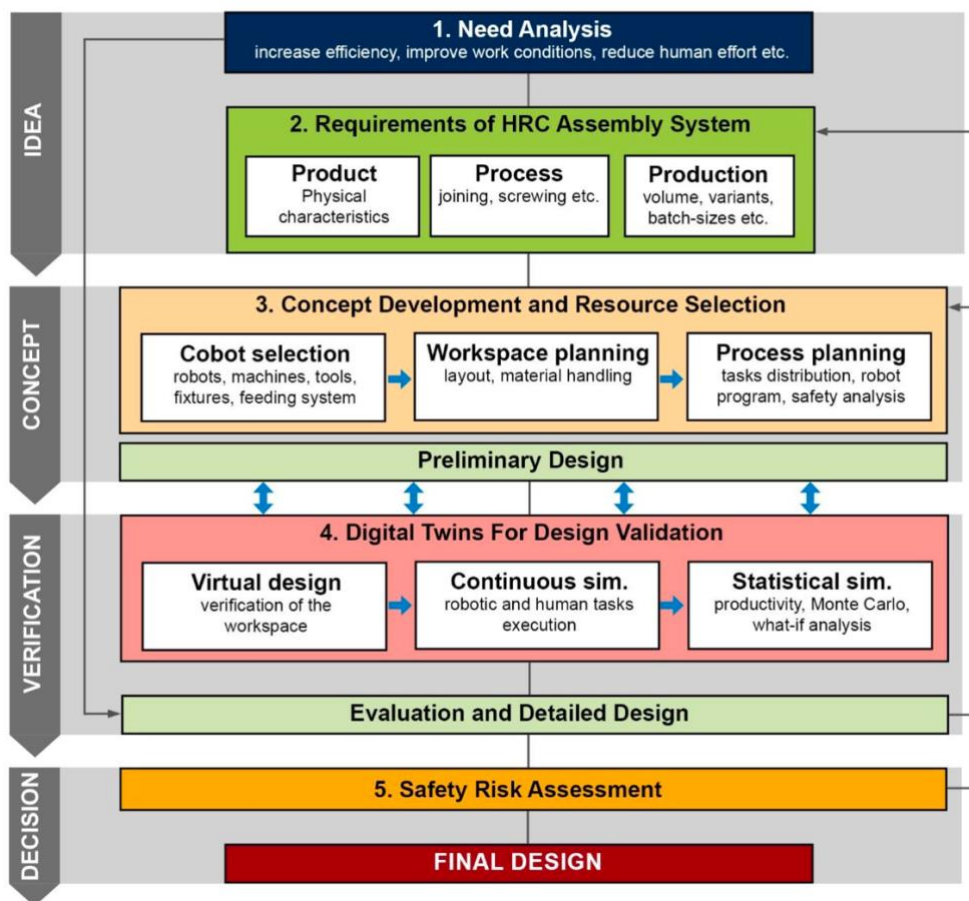 IDEA
1. Need Analysis
increase efficiency, improve work conditions, reduce human effort etc.
2. Requirements of HRC Assembly System
Product
Physical
characteristics
Process
joining, screwing etc.
Production
volume, variants,
batch-sizes etc.
CONCEPT
3. Concept Development and Resource Selection
Cobot selection
robots, machines, tools,
fixtures, feeding system
Workspace planning
layout, material handling
Process planning
tasks distribution, robot
program, safety analysis
Preliminary Design
VERIFICATION
4. Digital Twins For Design Validation
Virtual design
verification of the
workspace
Continuous sim.
robotic and human tasks
execution
Statistical sim.
productivity, Monte Carlo,
what-if analysis
Evaluation and Detailed Design
DECISION
5. Safety Risk Assessment
FINAL DESIGN